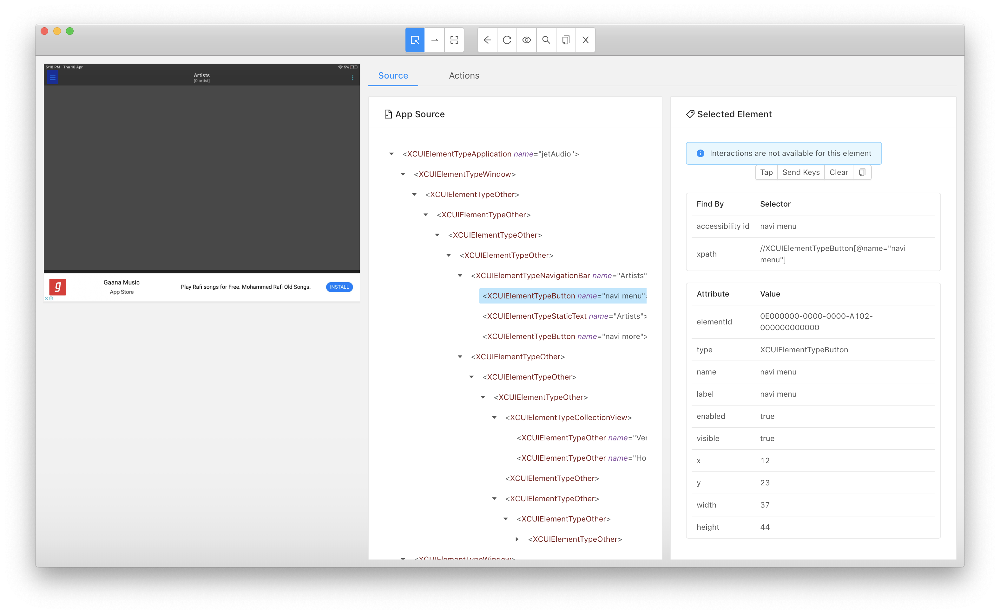 5:18 PM Thu 16 Apr
5%
Artists
[0 artist]
g
Gaana Music
App Store
Play Rafi songs for Free. Mohammed Rafi Old Songs.
INSTALL
Source
Actions
App Source
<XCUIElementTypeApplication name="jetAudio">
<XCUIElementTypeWindow>
<XCUIElementTypeOther>
<XCUIElementTypeOther>
<XCUIElementTypeOther>
<XCUIElementTypeOther>
<XCUIElementTypeNavigationBar name="Artists"
<XCUIElementTypeButton name="navi menu">
<XCUIElementTypeStaticText name="Artists">
<XCUIElementTypeButton name="navi more">
<XCUIElementTypeOther>
<XCUIElementTypeOther>
<XCUIElementTypeOther>
<XCUIElementTypeCollectionView>
<XCUIElementTypeOther name="Ver
<XCUIElementTypeOther name="Ho
<XCUIElementTypeOther>
<XCUIElementTypeOther>
<XCUIElementTypeOther>
<XCUIElementTypeOther>
<XCUIElementTypeWindow>
Selected Element
Interactions are not available for this element
Tap Send Keys Clear
Find By Selector
accessibility id navi menu
xpath //XCUIElementTypeButton[@name="navi
menu"]
Attribute Value
elementId 0E000000-0000-0000-A102-
000000000000
type XCUIElementTypeButton
name navi menu
label navi menu
enabled true
visible true
x 12
y 23
width 37
height 44